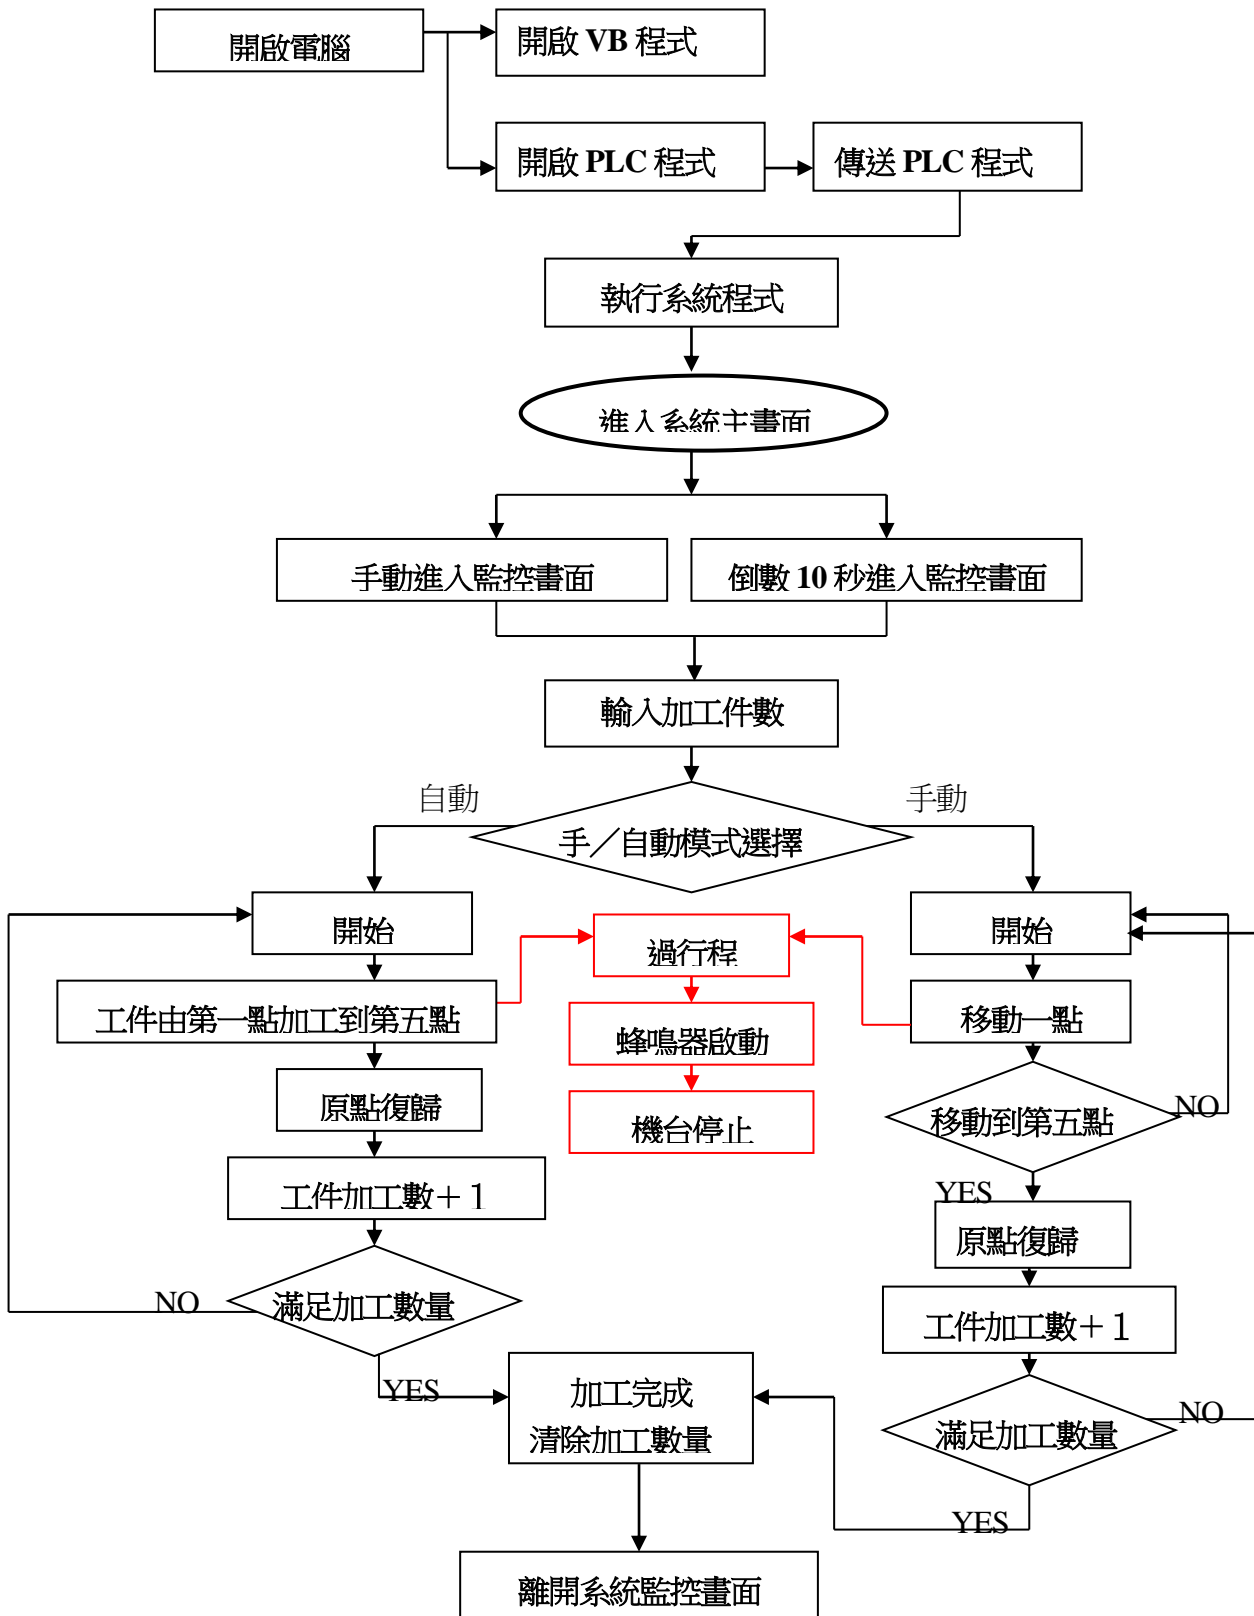 開啟電腦
開啟 VB 程式
開啟 PLC 程式
傳送 PLC 程式
執行系統程式
進入系統主畫面
手動進入監控畫面
倒數 10 秒進入監控畫面
輸入加工件數
自動
手動
手／自動模式選擇
開始
過行程
開始
工件由第一點加工到第五點
蜂鳴器啟動
移動一點
原點復歸
機台停止
移動到第五點
NO
工件加工數＋１
YES
原點復歸
NO
滿足加工數量
工件加工數＋１
YES
加工完成
清除加工數量
NO
滿足加工數量
YES
離開系統監控畫面